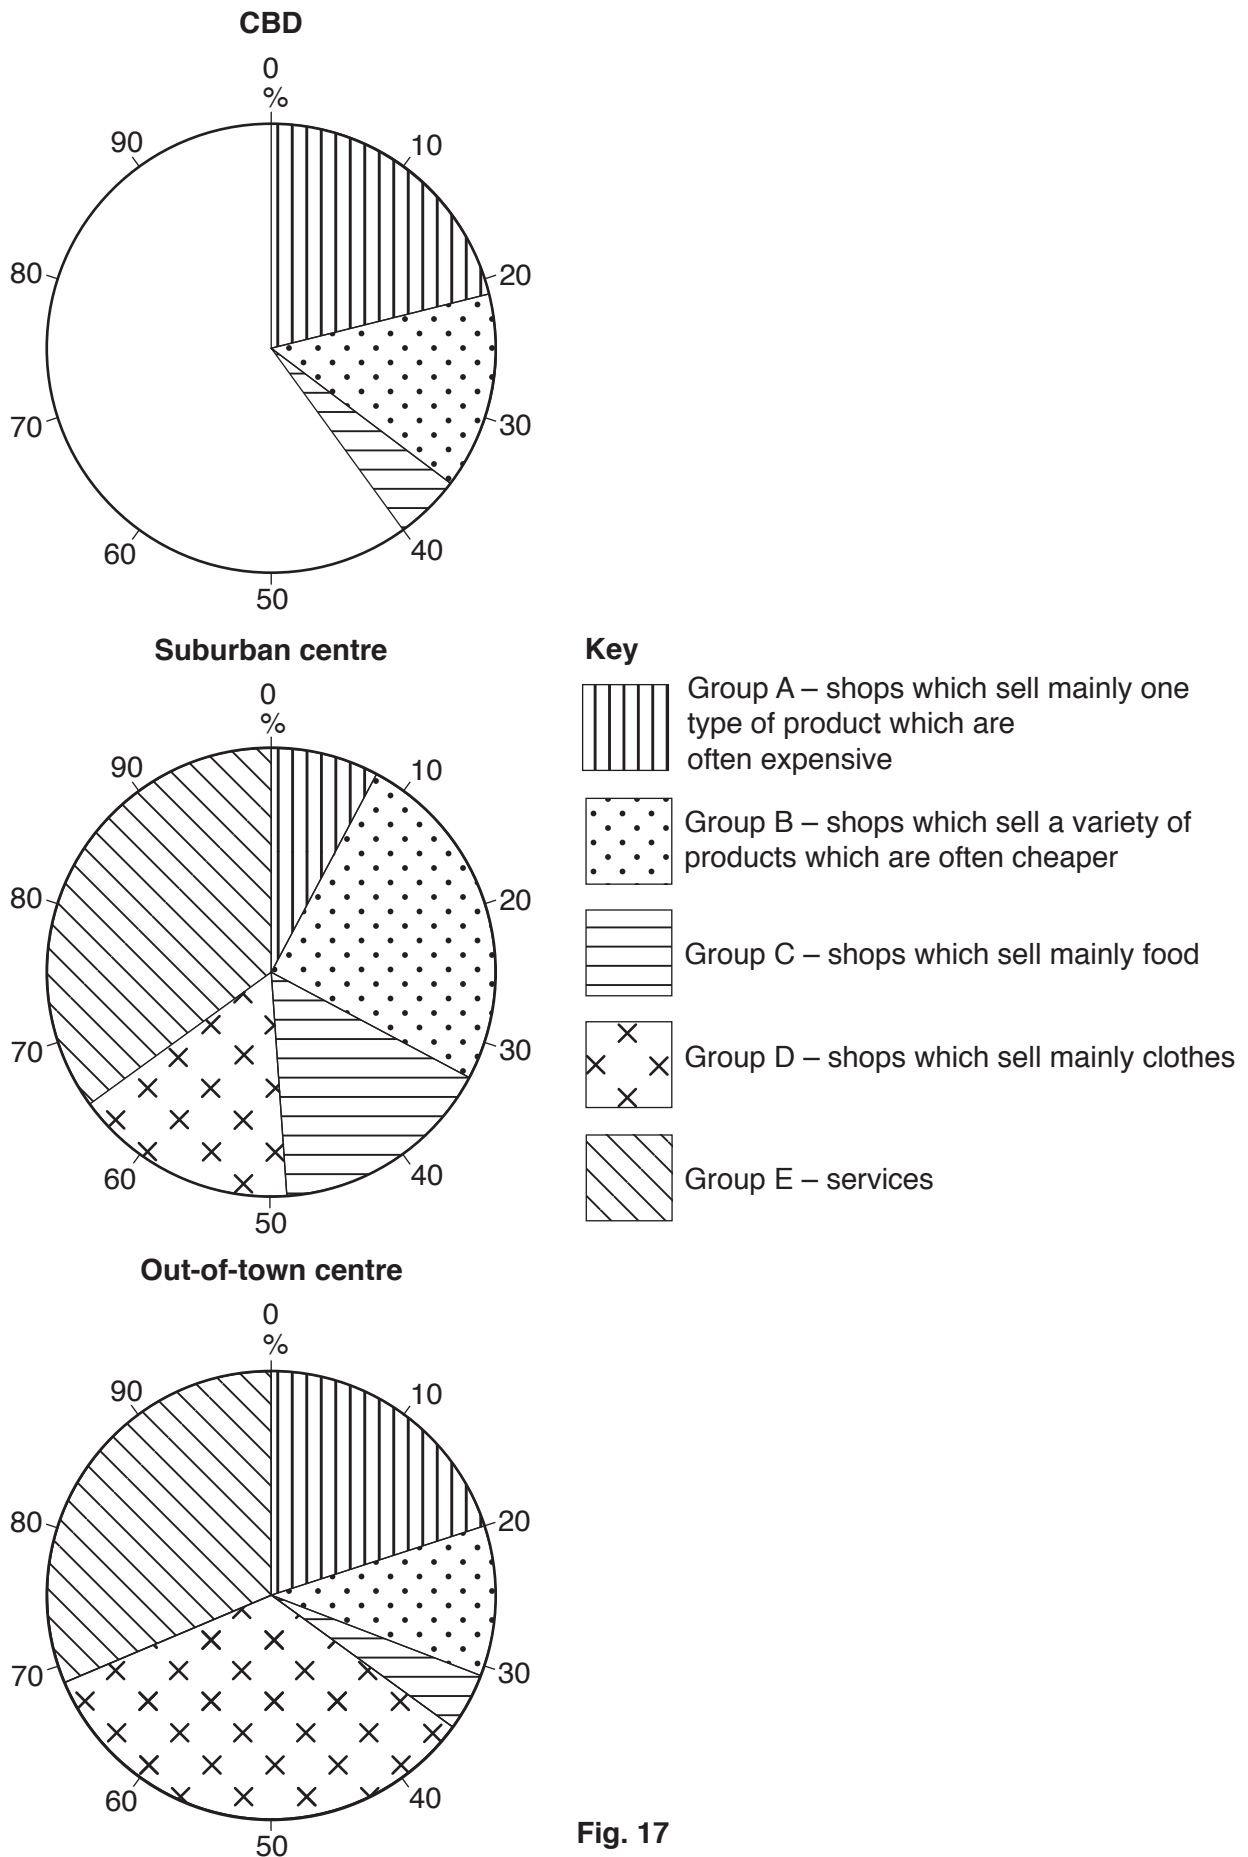 CBD
0
%
90
10
80
20
70
30
60
40
50
Suburban centre
0
%
90
10
80
20
70
30
60
40
50
Key
Group A – shops which sell mainly one
type of product which are
often expensive
Group B – shops which sell a variety of
products which are often cheaper
Group C – shops which sell mainly food
Group D – shops which sell mainly clothes
Group E – services
Out-of-town centre
0
%
90
10
80
20
70
30
60
40
50
Fig. 17